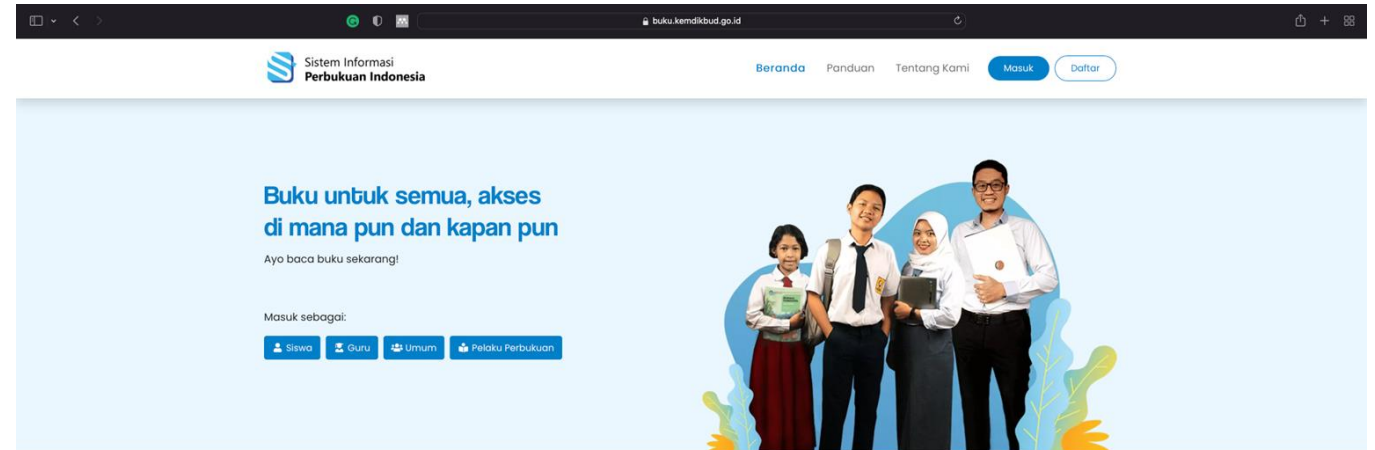 buku.kemdikbud.go.id
Sistem Informasi
Perbukuan Indonesia
Beranda Panduan Tentang Kami Masuk Daftar
Buku untuk semua, akses
di mana pun dan kapan pun
Ayo baca buku sekarang!
Masuk sebagai:
Siswa Guru Umum Pelaku Perbukuan